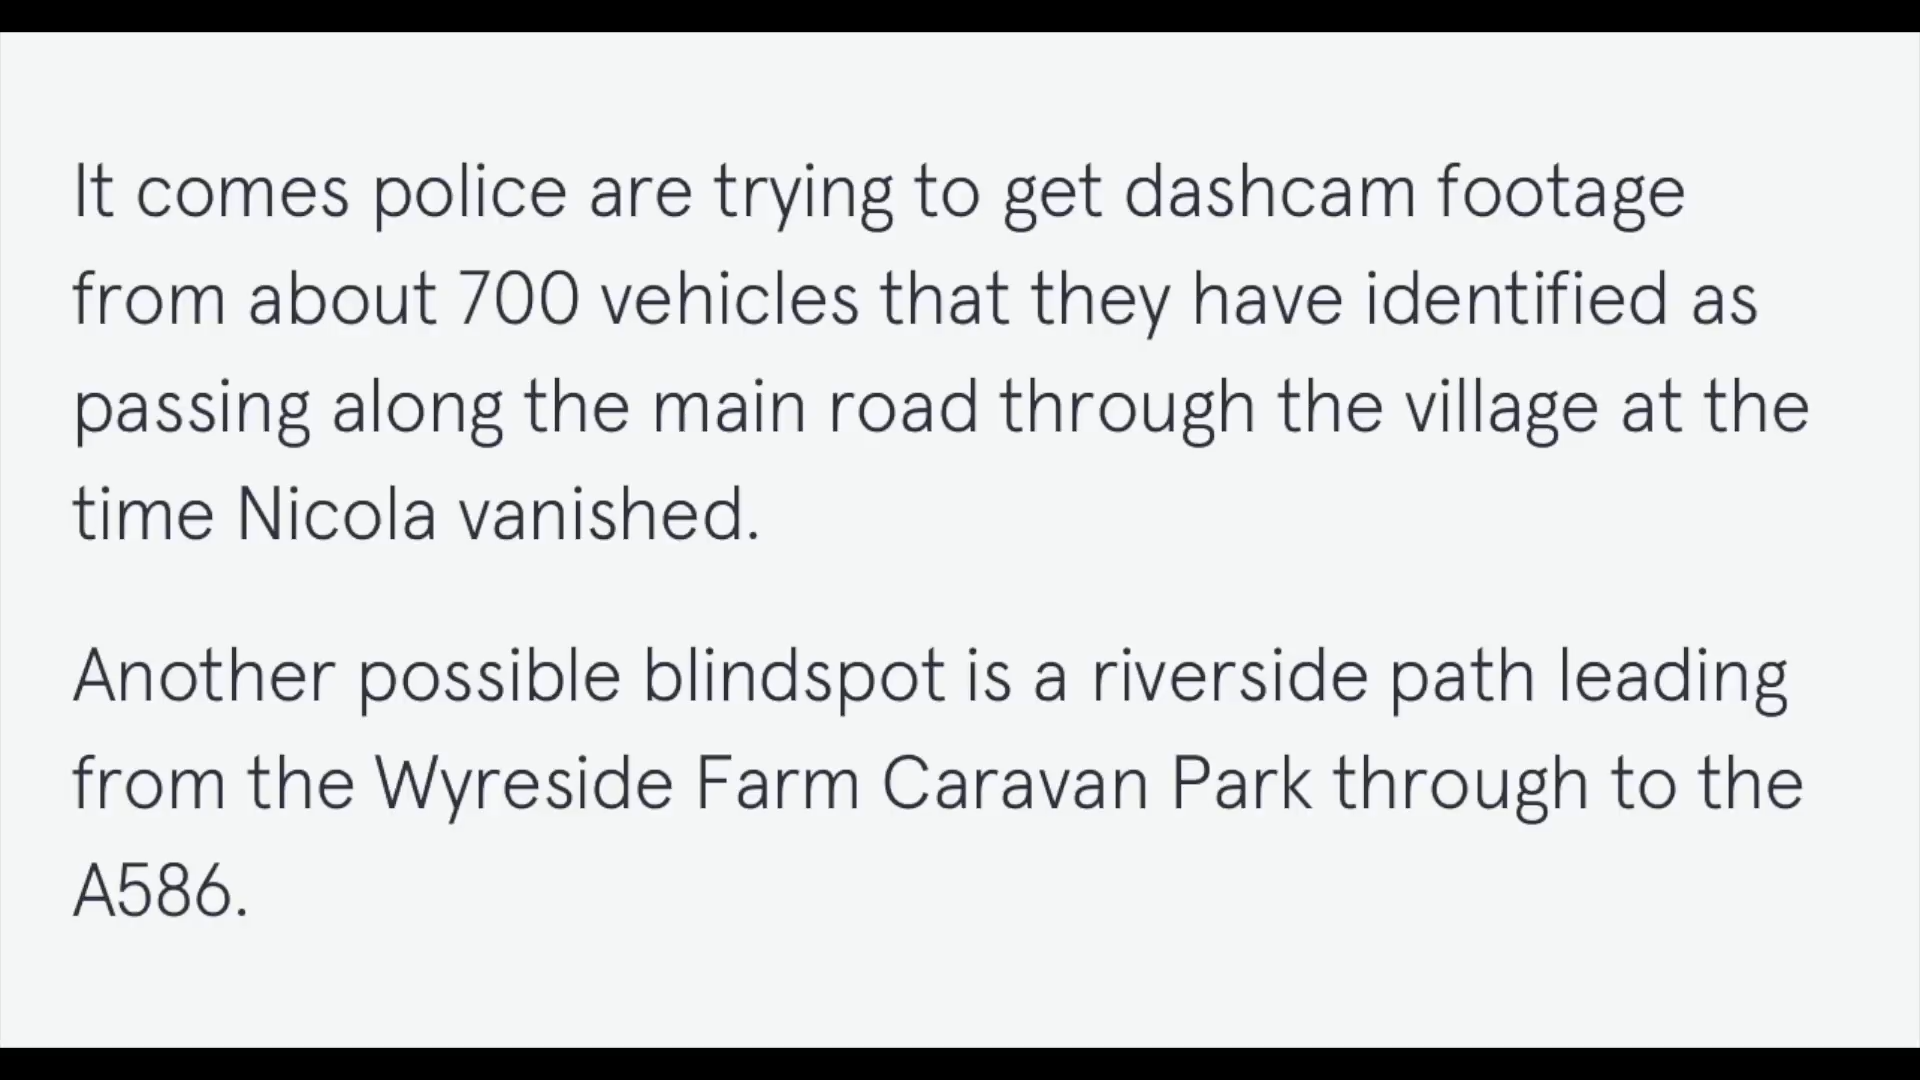 It comes police are trying to get dashcam footage
from about 700 vehicles that they have identified as
passing along the main road through the village at the
time Nicola vanished.
Another possible blindspot is a riverside path leading
from the Wyreside Farm Caravan Park through to the
A586.